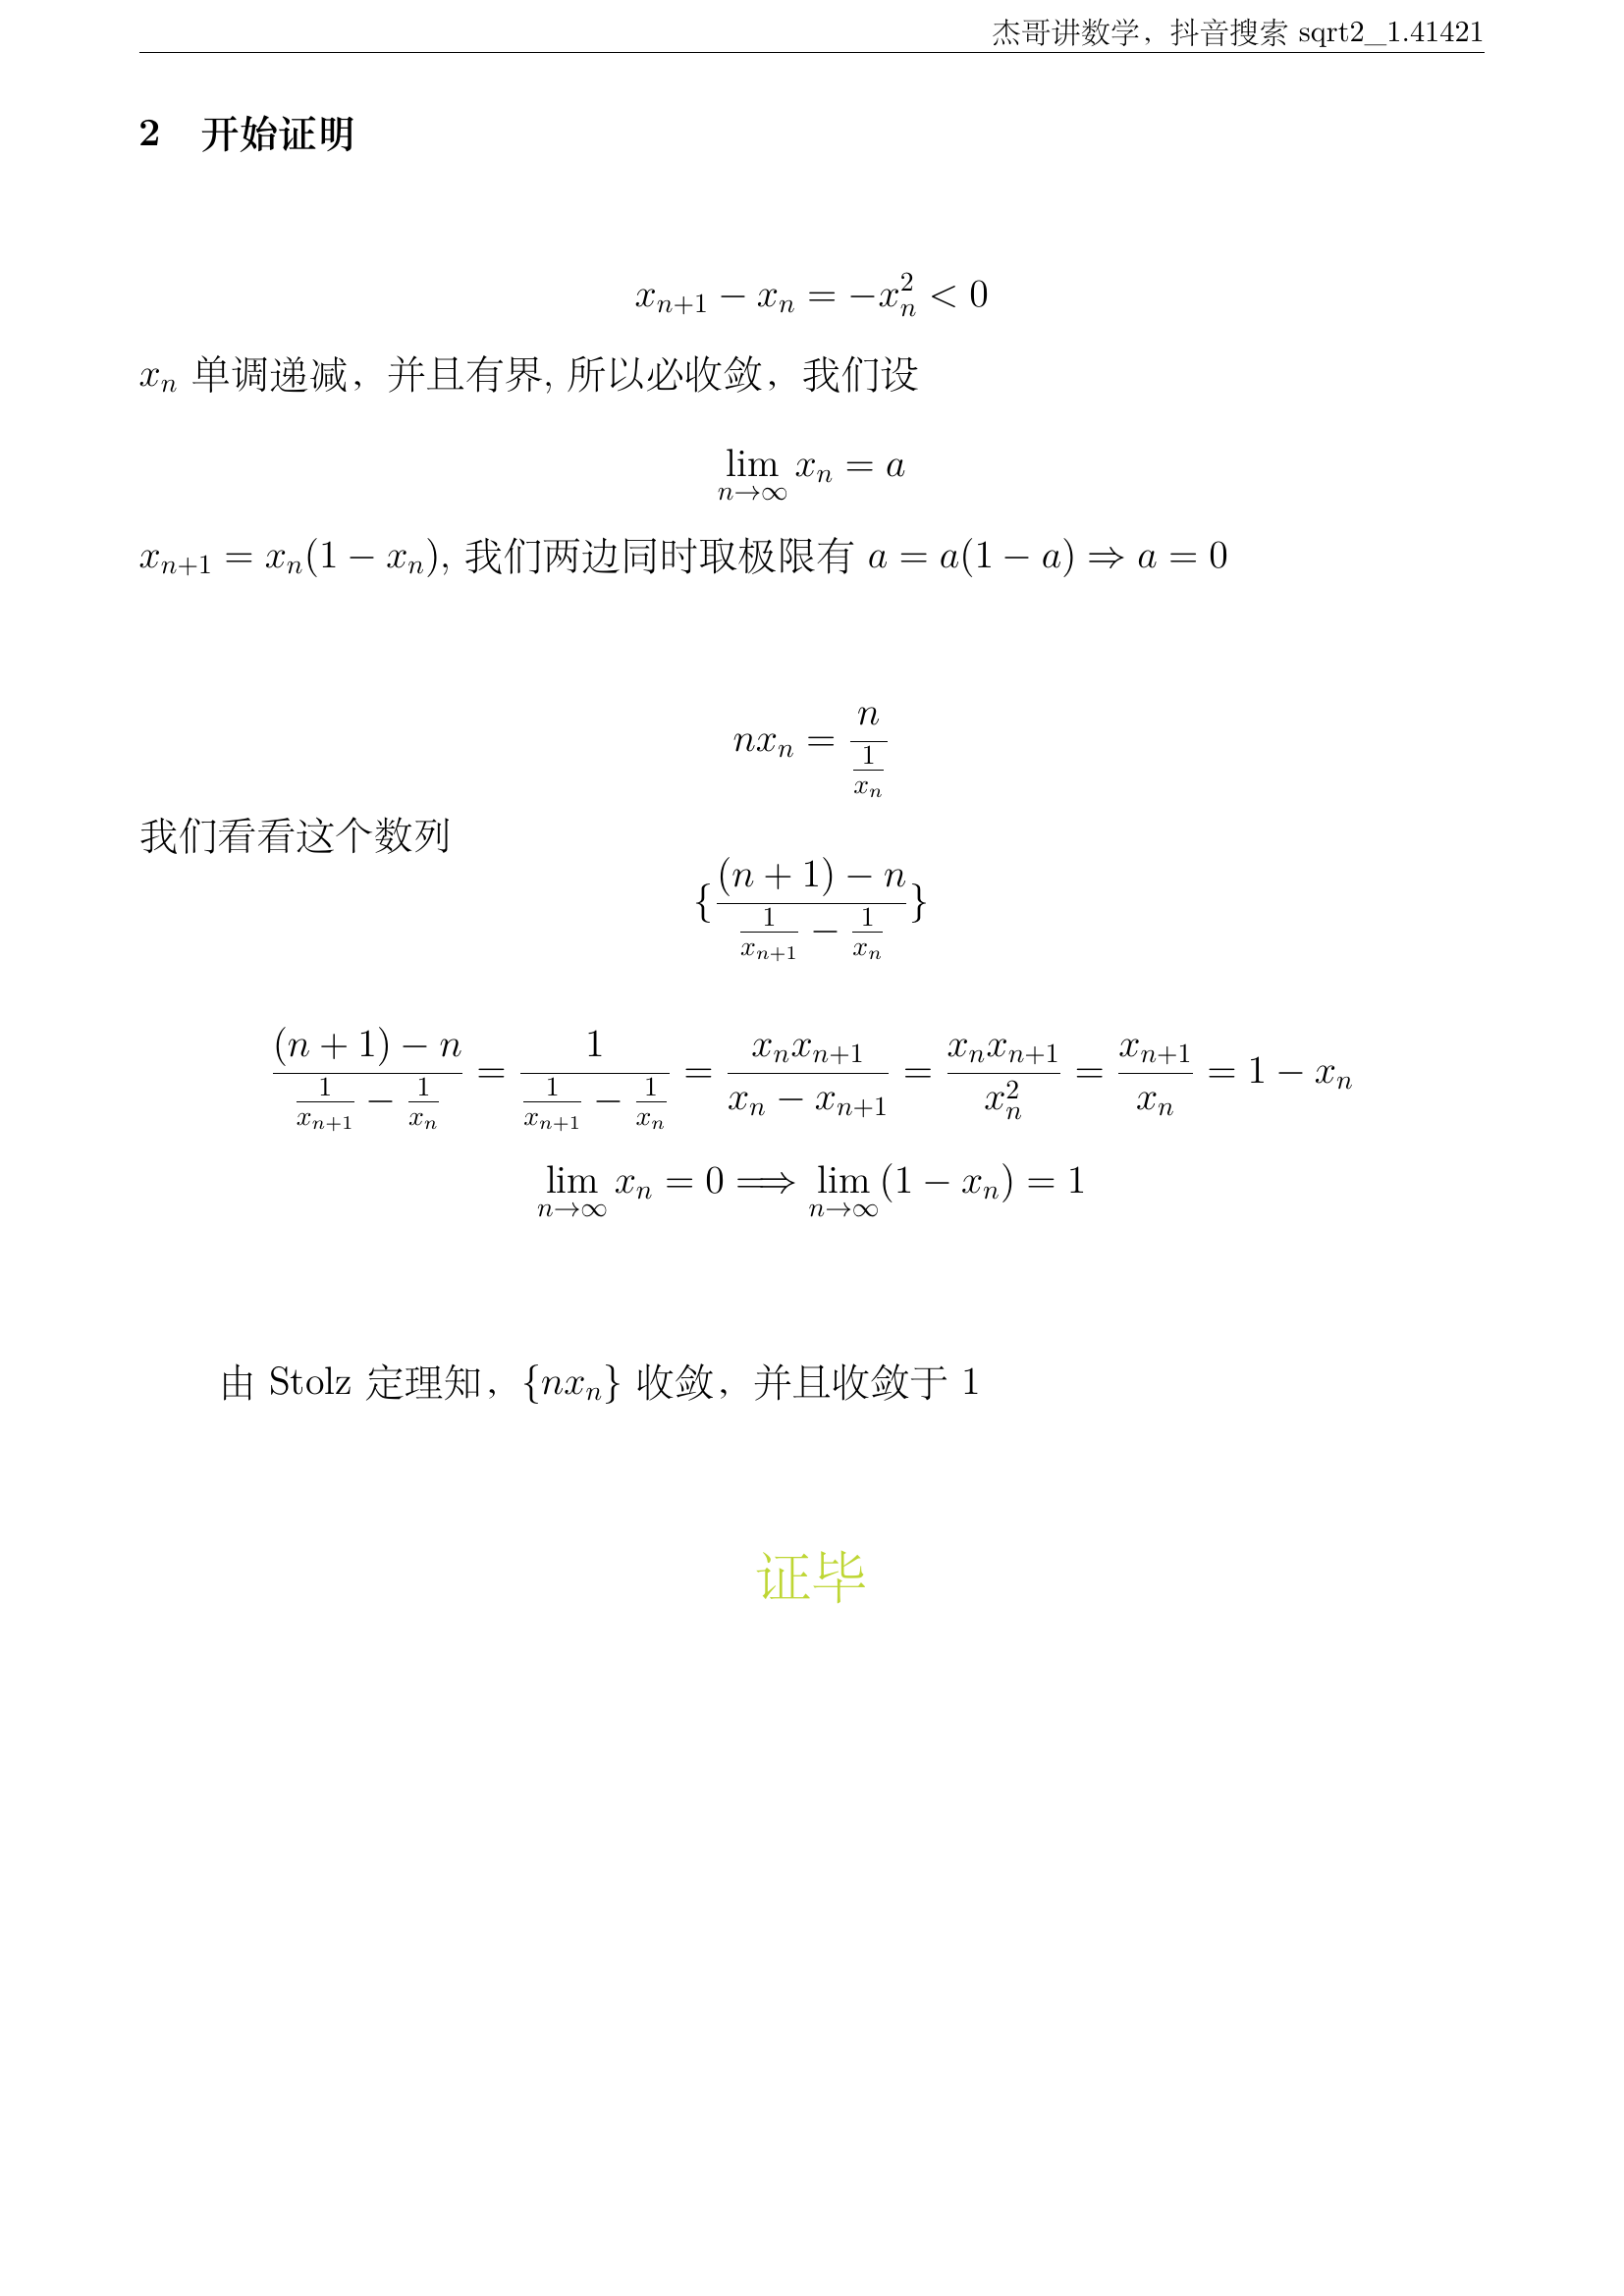 杰哥讲数学，抖音搜索 sqrt2_1.41421
2 开始证明
$x_{n+1} - x_n = -x_n^2 < 0$
$x_n$ 单调递减，并且有界, 所以必收敛，我们设
$\lim_{n \to \infty} x_n = a$
$x_{n+1} = x_n(1 - x_n)$, 我们两边同时取极限有 $a = a(1 - a) \Rightarrow a = 0$
$nx_n = \frac{n}{\frac{1}{x_n}}$
我们看看这个数列
$\{\frac{(n+1)-n}{\frac{1}{x_{n+1}} - \frac{1}{x_n}}\}$
$\frac{(n+1)-n}{\frac{1}{x_{n+1}} - \frac{1}{x_n}} = \frac{1}{\frac{1}{x_{n+1}} - \frac{1}{x_n}} = \frac{x_n x_{n+1}}{x_n - x_{n+1}} = \frac{x_n x_{n+1}}{x_n^2} = \frac{x_{n+1}}{x_n} = 1 - x_n$
$\lim_{n \to \infty} x_n = 0 \Longrightarrow \lim_{n \to \infty} (1 - x_n) = 1$
由 Stolz 定理知，$\{nx_n\}$ 收敛，并且收敛于 1
证毕